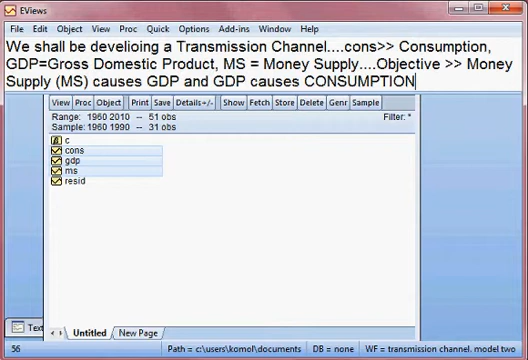 EViews
File Edit Object View Proc Quick Options Add-ins Window Help
We shall be develioing a Transmission Channel....cons>> Consumption,
GDP=Gross Domestic Product, MS = Money Supply....Objective >> Money
Supply (MS) causes GDP and GDP causes CONSUMPTION
View Proc Object Print Save Details+/- Show Fetch Store Delete Genr Sample
Range: 1960 2010 -- 51 obs Filter: *
Sample: 1960 1990 -- 31 obs
c
cons
gdp
ms
resid
Text
Untitled New Page
56 Path = c:\users\komol\documents DB = none WF = transmission channel. model two